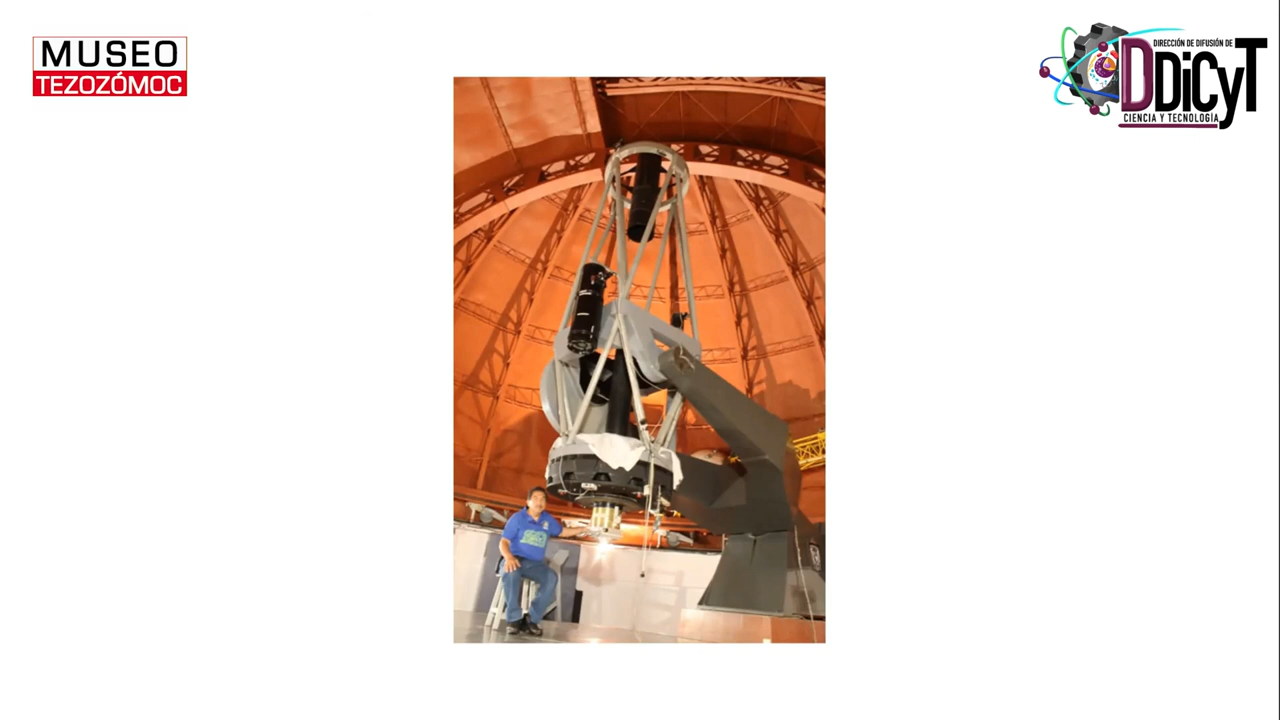 MUSEO
TEZOZÓMOC
DIRECCIÓN DE DIFUSIÓN DE
DDiCyT
CIENCIA Y TECNOLOGÍA